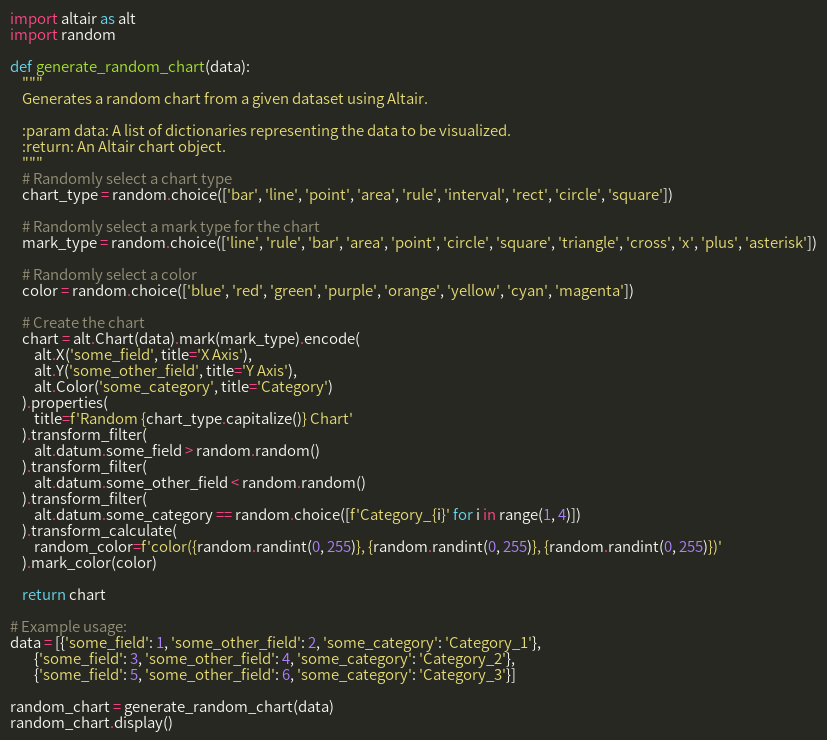 import altair as alt
import random

def generate_random_chart(data):
    """
    Generates a random chart from a given dataset using Altair.

    :param data: A list of dictionaries representing the data to be visualized.
    :return: An Altair chart object.
    """
    # Randomly select a chart type
    chart_type = random.choice(['bar', 'line', 'point', 'area', 'rule', 'interval', 'rect', 'circle', 'square'])

    # Randomly select a mark type for the chart
    mark_type = random.choice(['line', 'rule', 'bar', 'area', 'point', 'circle', 'square', 'triangle', 'cross', 'x', 'plus', 'asterisk'])

    # Randomly select a color
    color = random.choice(['blue', 'red', 'green', 'purple', 'orange', 'yellow', 'cyan', 'magenta'])

    # Create the chart
    chart = alt.Chart(data).mark(mark_type).encode(
        alt.X('some_field', title='X Axis'),
        alt.Y('some_other_field', title='Y Axis'),
        alt.Color('some_category', title='Category')
    ).properties(
        title=f'Random {chart_type.capitalize()} Chart'
    ).transform_filter(
        alt.datum.some_field > random.random()
    ).transform_filter(
        alt.datum.some_other_field < random.random()
    ).transform_filter(
        alt.datum.some_category == random.choice([f'Category_{i}' for i in range(1, 4)])
    ).transform_calculate(
        random_color=f'color({random.randint(0, 255)}, {random.randint(0, 255)}, {random.randint(0, 255)})'
    ).mark_color(color)

    return chart

# Example usage:
data = [{'some_field': 1, 'some_other_field': 2, 'some_category': 'Category_1'},
        {'some_field': 3, 'some_other_field': 4, 'some_category': 'Category_2'},
        {'some_field': 5, 'some_other_field': 6, 'some_category': 'Category_3'}]

random_chart = generate_random_chart(data)
random_chart.display()